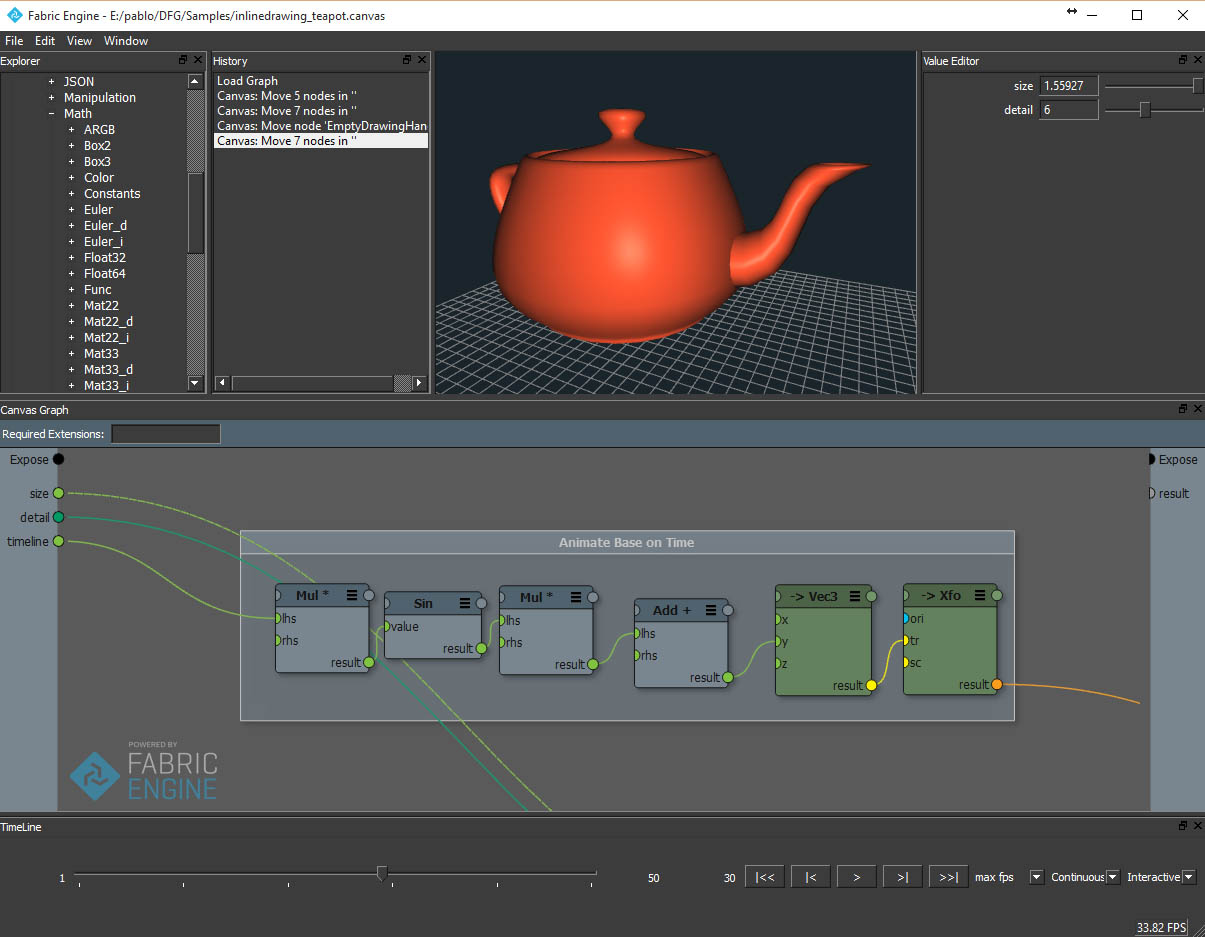 Fabric Engine - E:/pablo/DFG/Samples/inlinedrawing_teapot.canvas
File Edit View Window
Explorer
+ JSON
+ Manipulation
- Math
+ ARGB
+ Box2
+ Box3
+ Color
+ Constants
+ Euler
+ Euler_d
+ Euler_i
+ Float32
+ Float64
+ Func
+ Mat22
+ Mat22_d
+ Mat22_i
+ Mat33
+ Mat33_d
+ Mat33_i
History
Load Graph
Canvas: Move 5 nodes in ''
Canvas: Move 7 nodes in ''
Canvas: Move node 'EmptyDrawingHan
Canvas: Move 7 nodes in ''
Value Editor
size 1.55927
detail 6
Canvas Graph
Required Extensions:
Expose
size
detail
timeline
Animate Base on Time
Mul *
lhs
rhs
result
Sin
value
result
Mul *
lhs
rhs
result
Add +
lhs
rhs
result
-> Vec3
x
y
z
result
-> Xfo
ori
tr
sc
result
Expose
result
POWERED BY
FABRIC
ENGINE
TimeLine
1 50 30 |<< |< > >| >>| max fps Continuous Interactive
33.82 FPS